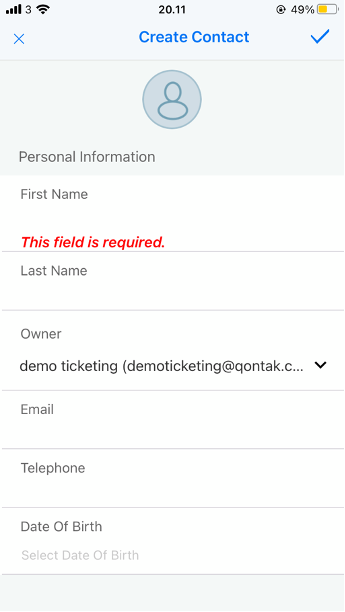 3 20.11 49%
Create Contact
Personal Information
First Name
This field is required.
Last Name
Owner
demo ticketing (demoticketing@qontak.c...
Email
Telephone
Date Of Birth
Select Date Of Birth